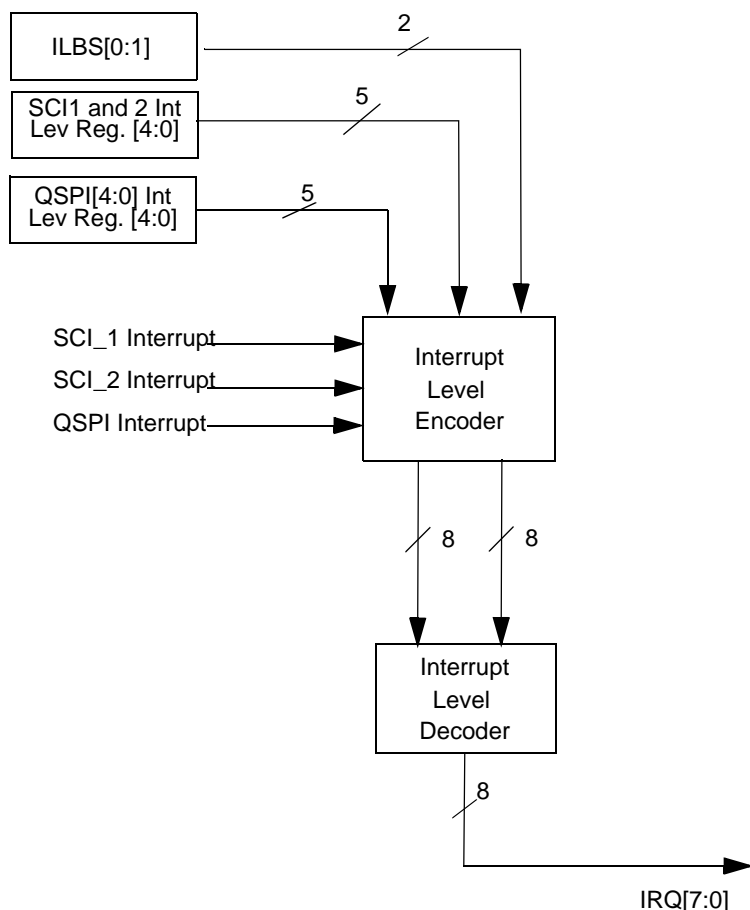 ILBS[0:1]
2
SCI1 and 2 Int
Lev Reg. [4:0]
5
QSPI[4:0] Int
Lev Reg. [4:0]
5
SCI_1 Interrupt
SCI_2 Interrupt
QSPI Interrupt
Interrupt
Level
Encoder
8
8
Interrupt
Level
Decoder
8
IRQ[7:0]